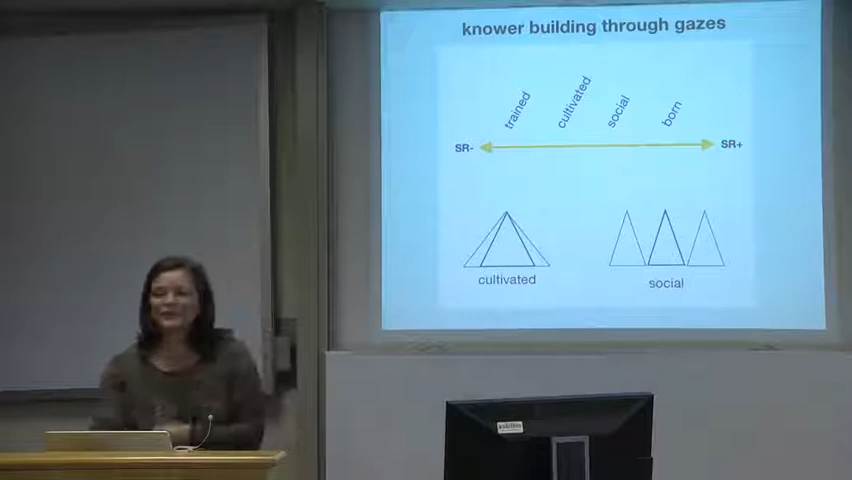 knower building through gazes
trained
cultivated
social
born
SR-
SR+
cultivated
social